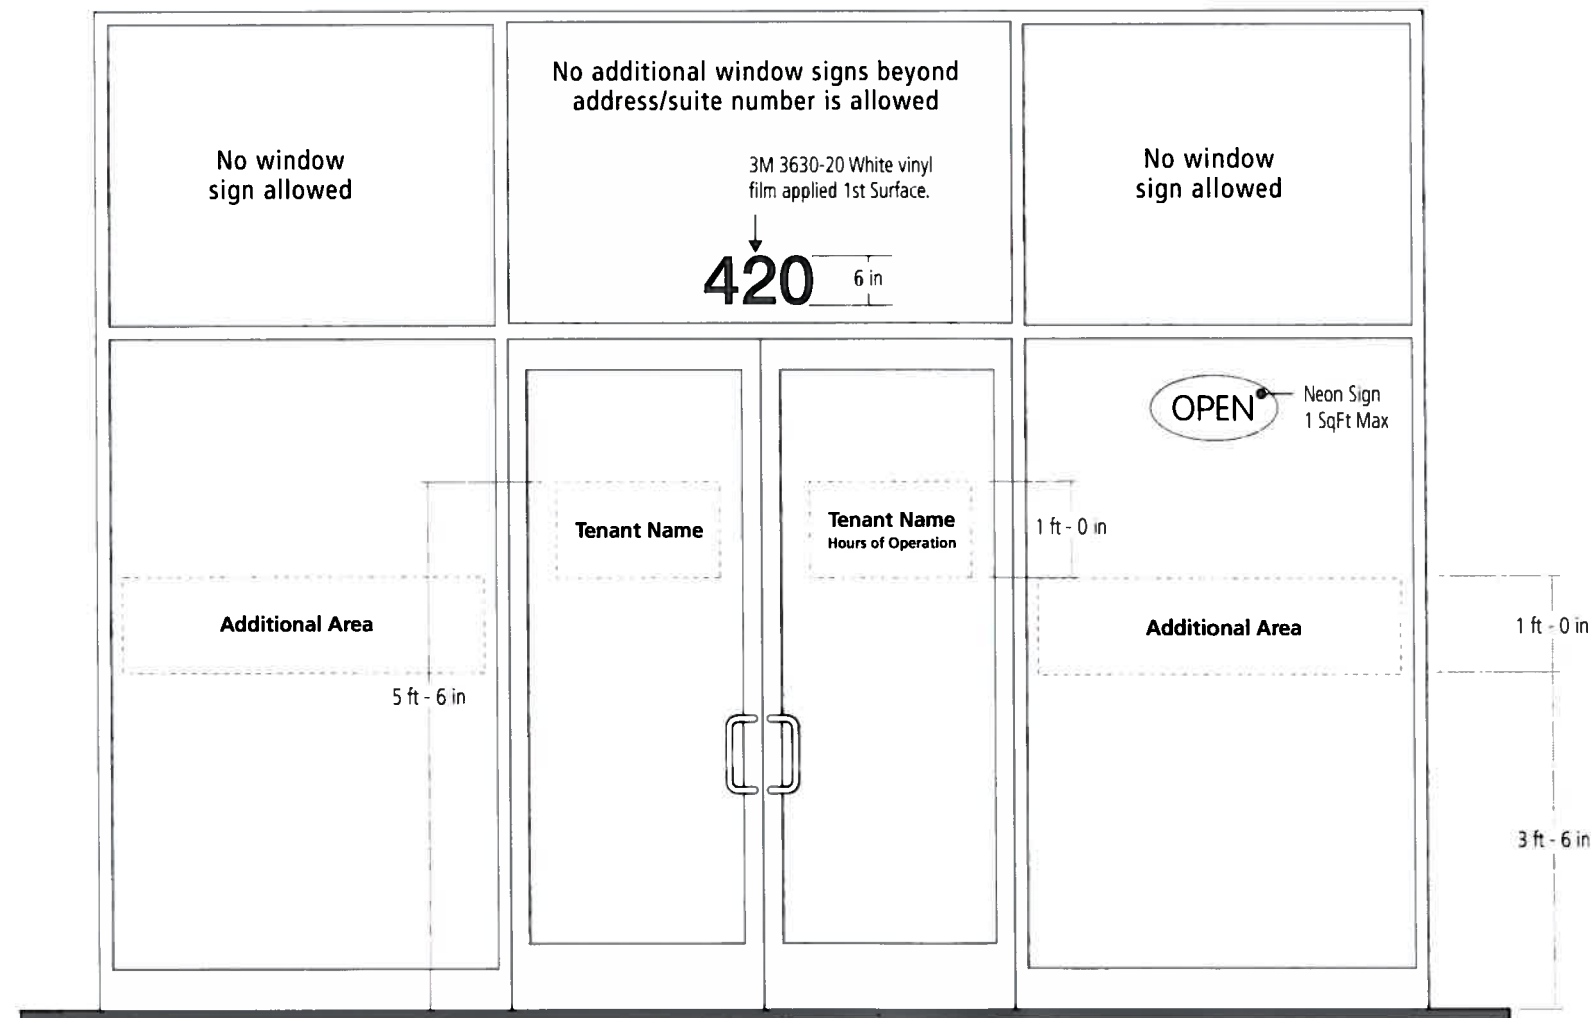 No additional window signs beyond
address/suite number is allowed
No window
sign allowed
3M 3630-20 White vinyl
film applied 1st Surface.
No window
sign allowed
420
6 in
OPEN
Neon Sign
1 SqFt Max
Tenant Name
Tenant Name
Hours of Operation
1 ft - 0 in
Additional Area
Additional Area
1 ft - 0 in
5 ft - 6 in
3 ft - 6 in